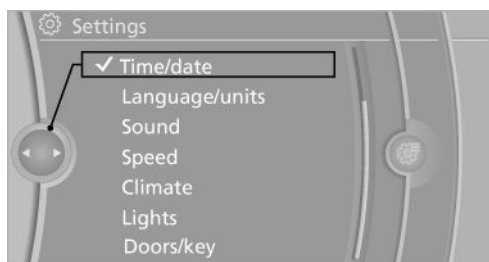 Settings
Time/date
Language/units
Sound
Speed
Climate
Lights
Doors/key